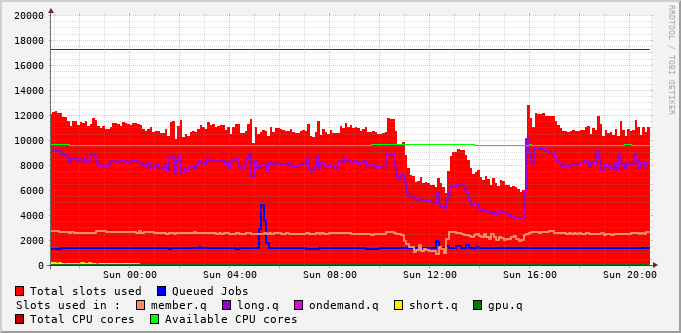 RRDTOOL / TOBI OETIKER
20000
18000
16000
14000
12000
10000
8000
6000
4000
2000
0
Sun 00:00 Sun 04:00 Sun 08:00 Sun 12:00 Sun 16:00 Sun 20:00
Total slots used Queued Jobs
Slots used in : member.q long.q ondemand.q short.q gpu.q
Total CPU cores Available CPU cores